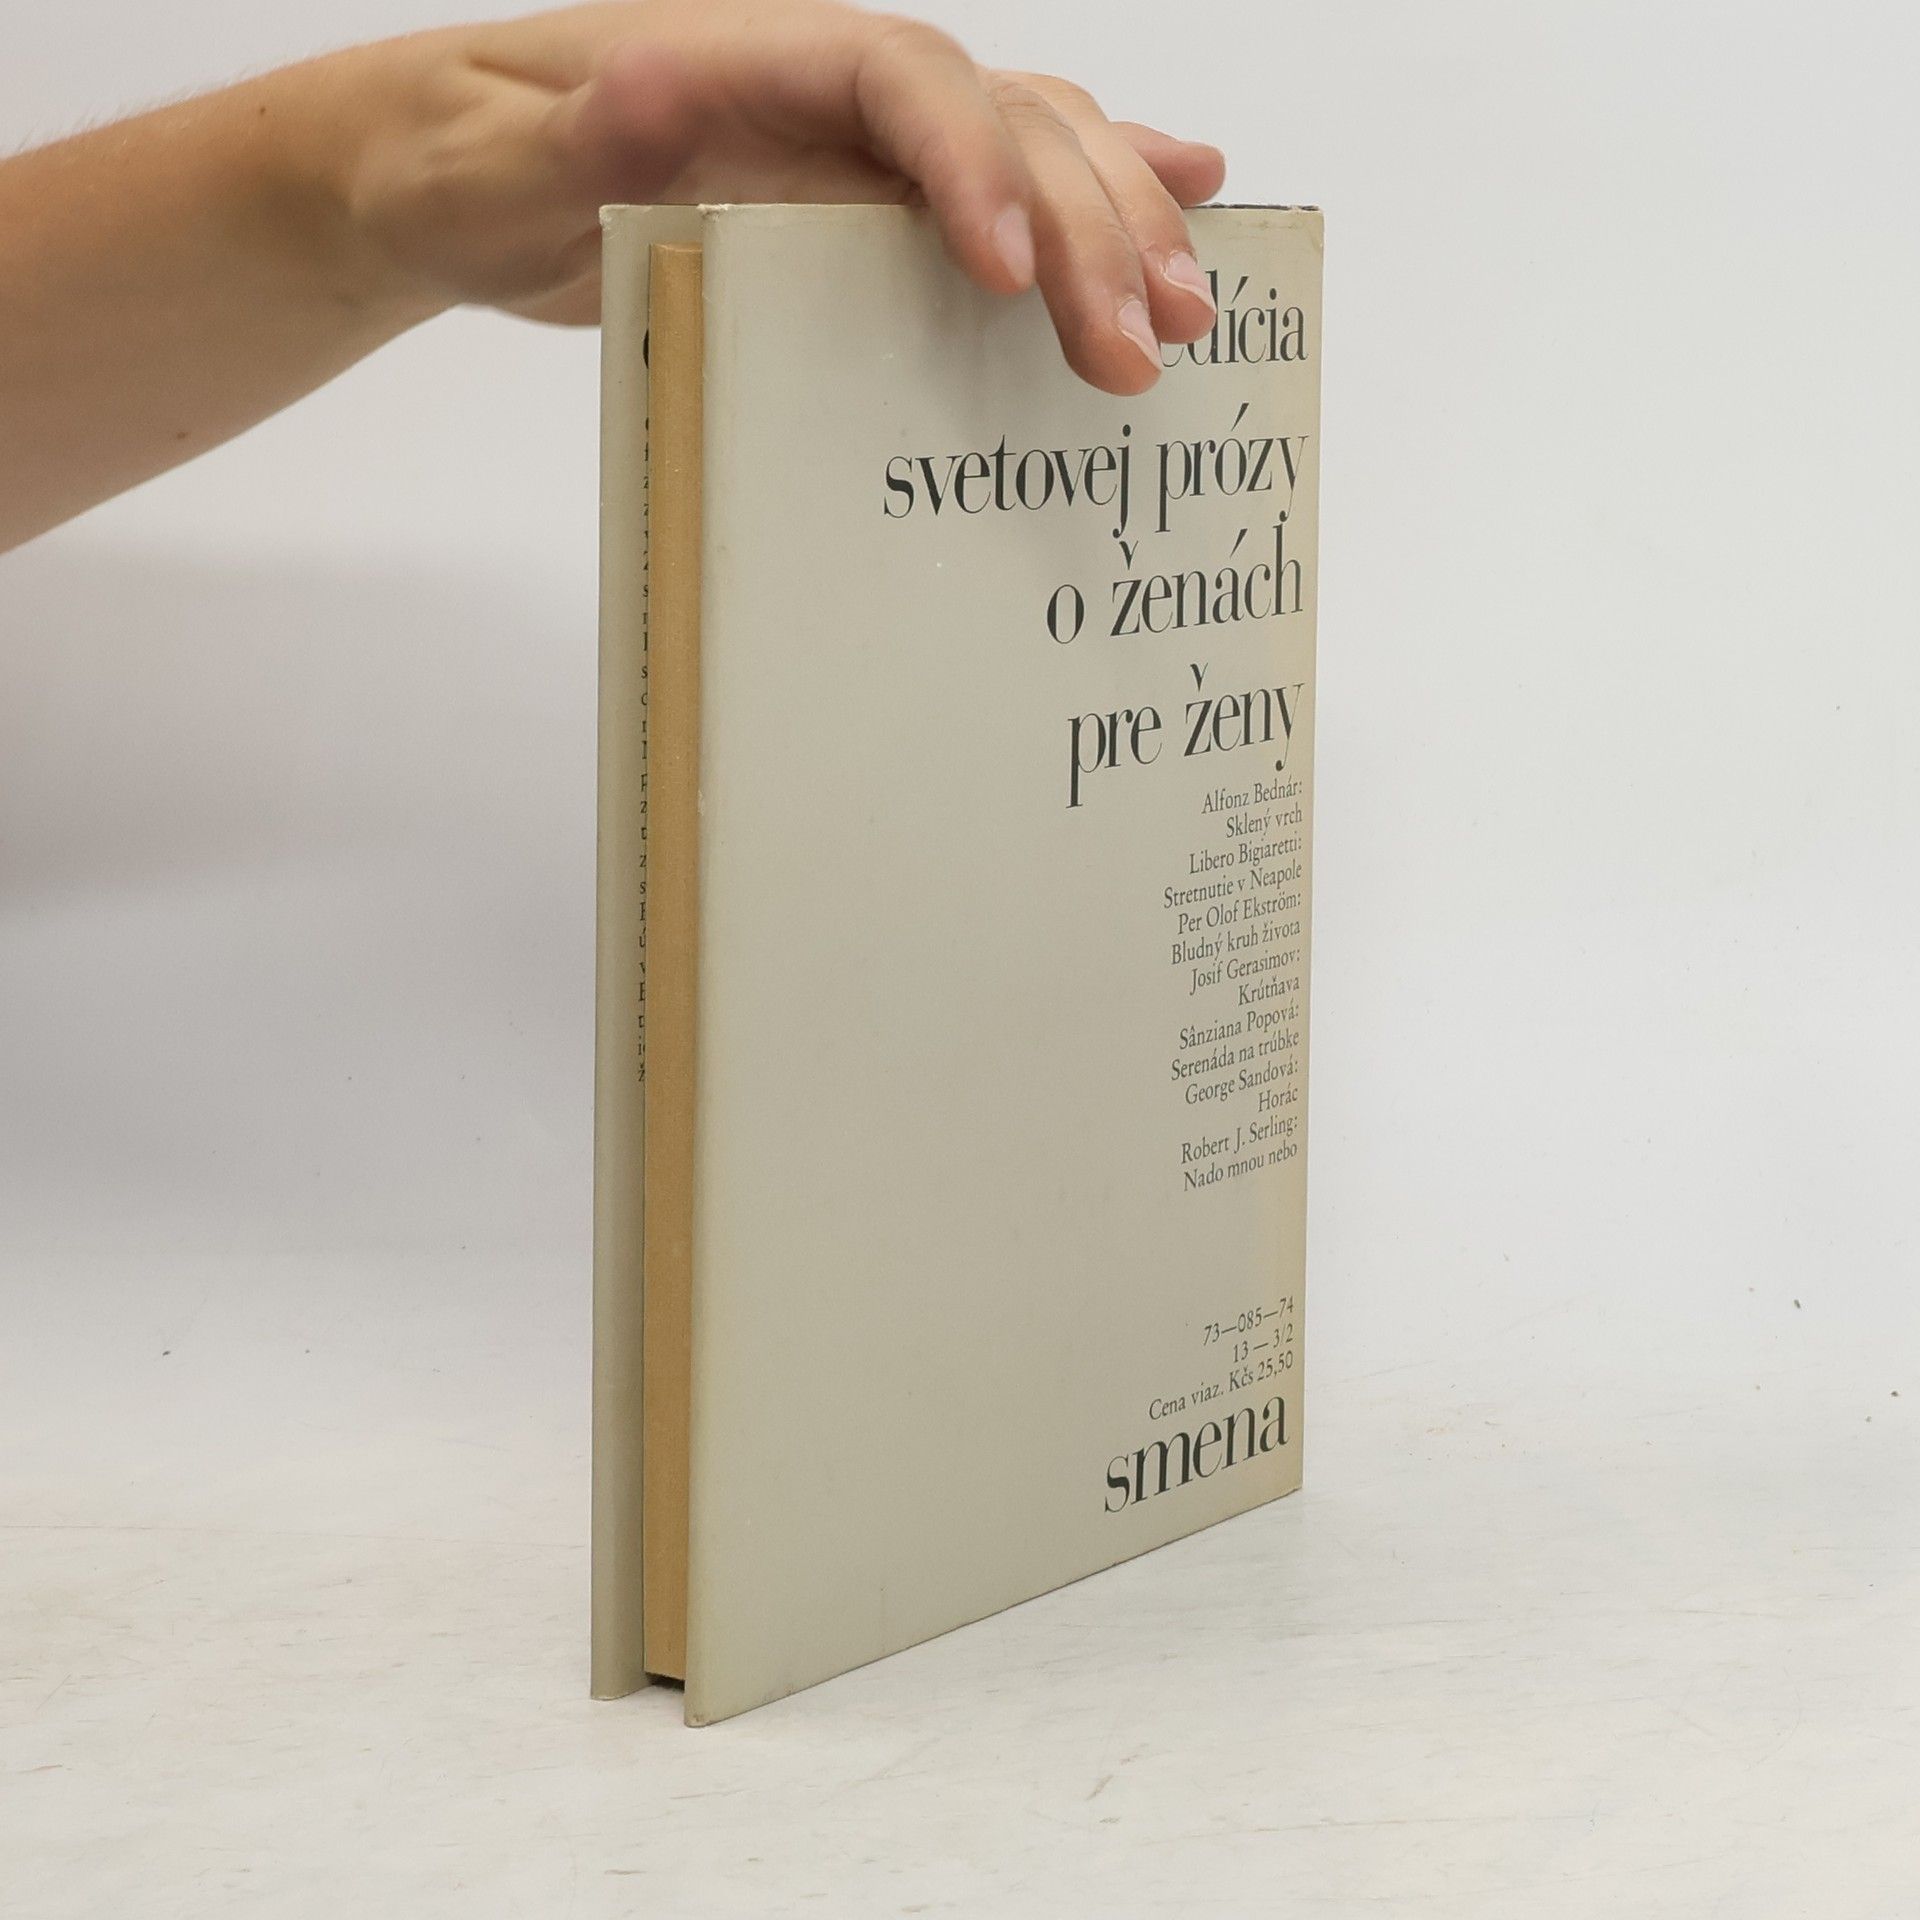 edícia
svetovej prózy
o ženách
pre ženy
Alfonz Bednár:
Sklený vrch
Libero Bigiaretti:
Stretnutie v Neapole
Per Olof Ekström:
Bludný kruh života
Josif Gerasimov:
Krútňava
Sânziana Popová:
Serenáda na trúbke
George Sandová:
Horác
Robert J. Serling:
Nado mnou nebo
73—085—74
13 — 3/2
Cena viaz. Kčs 25,50
smena